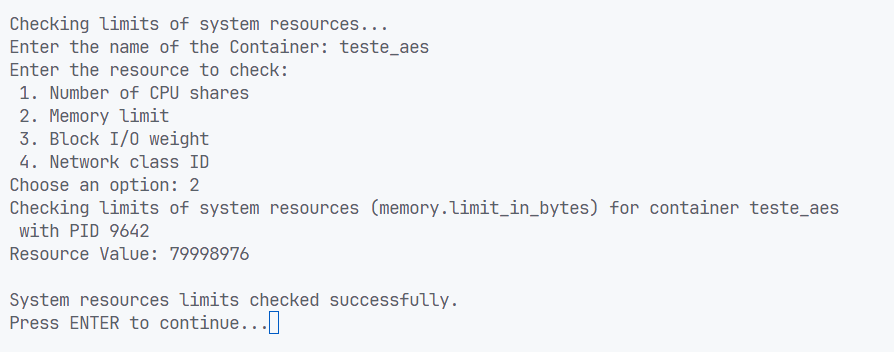 Checking limits of system resources...
Enter the name of the Container: teste_aes
Enter the resource to check:
 1. Number of CPU shares
 2. Memory limit
 3. Block I/O weight
 4. Network class ID
Choose an option: 2
Checking limits of system resources (memory.limit_in_bytes) for container teste_aes
 with PID 9642
Resource Value: 79998976

System resources limits checked successfully.
Press ENTER to continue...